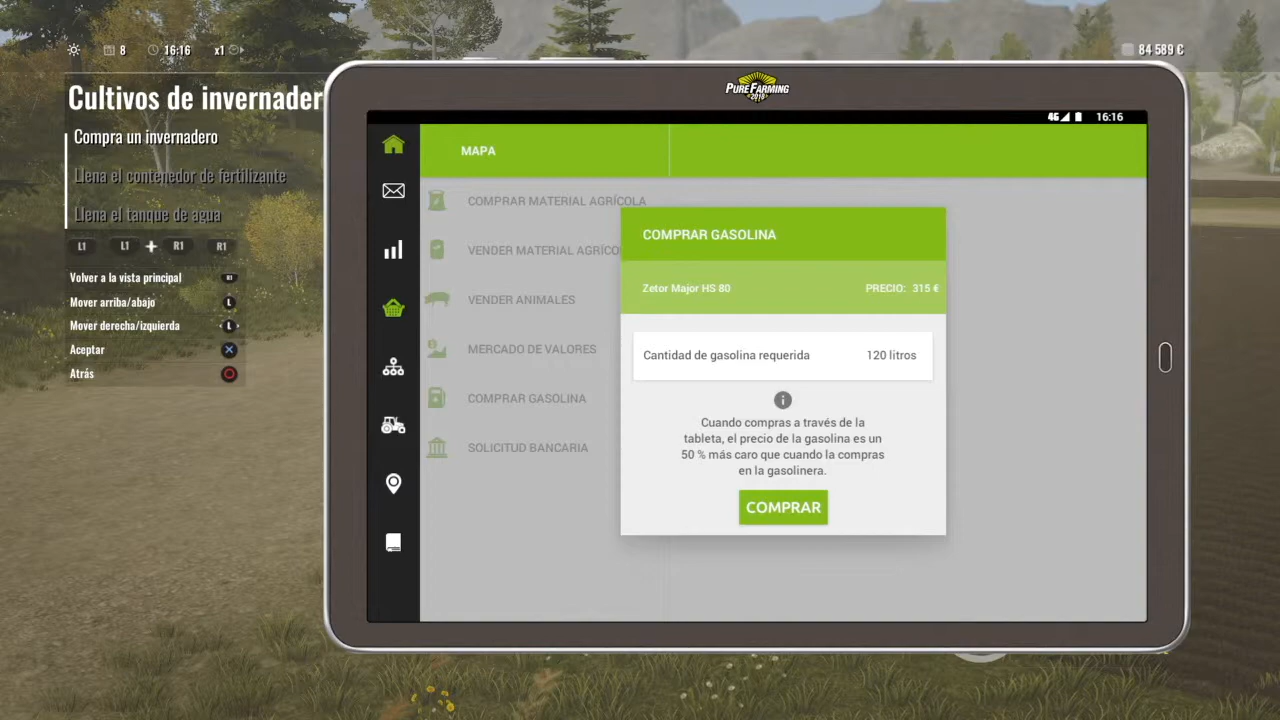 8 16:16 x1
84 589 €
PURE FARMING
2018
Cultivos de invernader
Compra un invernadero
Llena el contenedor de fertilizante
Llena el tanque de agua
L1 L1 + R1 R1
Volver a la vista principal
Mover arriba/abajo L
Mover derecha/izquierda L
Aceptar
Atrás
4G 16:16
MAPA
COMPRAR MATERIAL AGRÍCOLA
VENDER MATERIAL AGRÍCO
VENDER ANIMALES
MERCADO DE VALORES
COMPRAR GASOLINA
SOLICITUD BANCARIA
COMPRAR GASOLINA
Zetor Major HS 80 PRECIO: 315 €
Cantidad de gasolina requerida 120 litros
Cuando compras a través de la
tableta, el precio de la gasolina es un
50 % más caro que cuando la compras
en la gasolinera.
COMPRAR